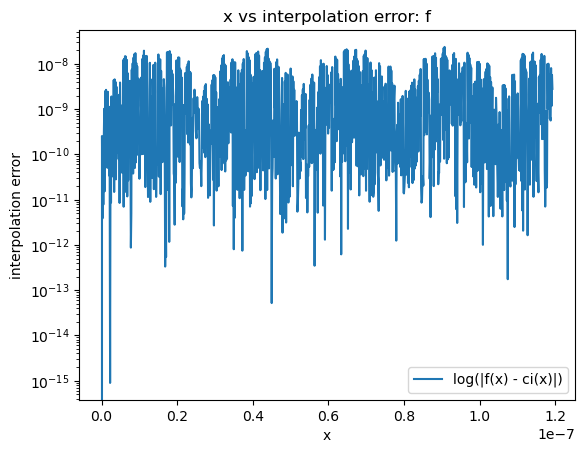 x vs interpolation error: f
interpolation error
10⁻⁸
10⁻⁹
10⁻¹⁰
10⁻¹¹
10⁻¹²
10⁻¹³
10⁻¹⁴
10⁻¹⁵
log(|f(x) - ci(x)|)
0.0 0.2 0.4 0.6 0.8 1.0 1.2
1e−7
x